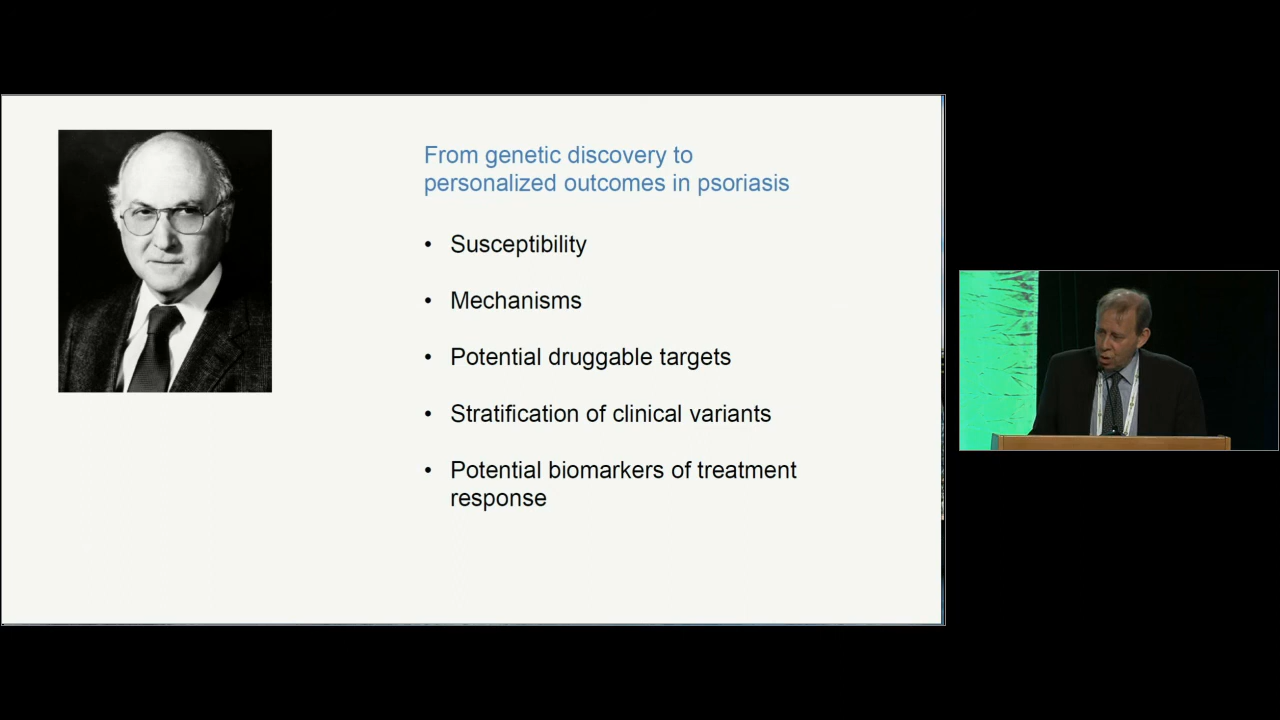 From genetic discovery to
personalized outcomes in psoriasis
• Susceptibility
• Mechanisms
• Potential druggable targets
• Stratification of clinical variants
• Potential biomarkers of treatment
response